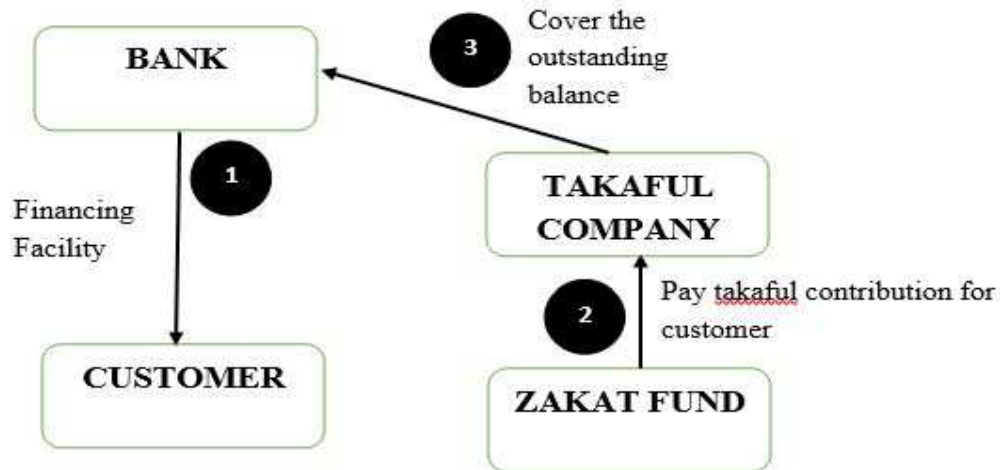 BANK
3
Cover the
outstanding
balance
1
Financing
Facility
TAKAFUL
COMPANY
2
Pay takaful contribution for
customer
CUSTOMER
ZAKAT FUND